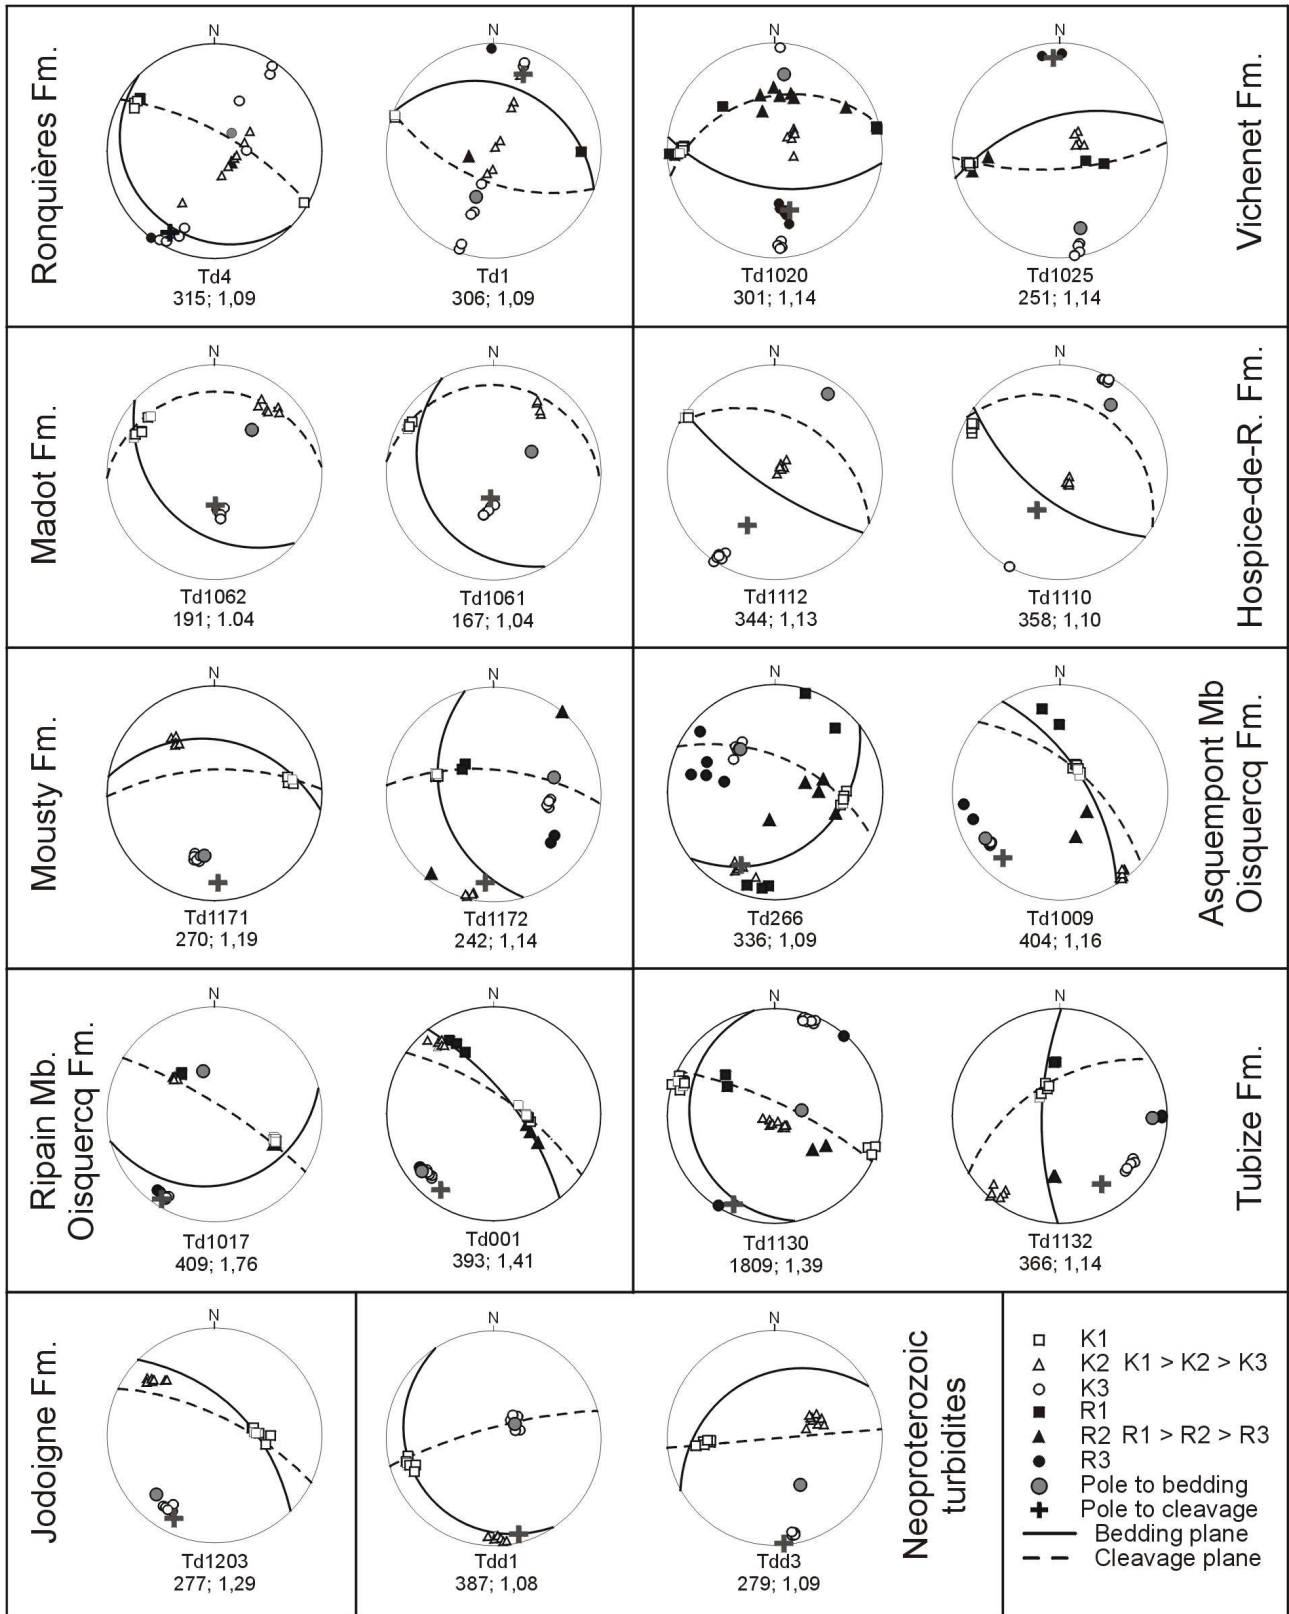 Ronquières Fm.
N
Td4
315; 1,09
N
Td1
306; 1,09
N
Td1020
301; 1,14
N
Td1025
251; 1,14
Vichenet Fm.
Madot Fm.
N
Td1062
191; 1.04
N
Td1061
167; 1,04
N
Td1112
344; 1,13
N
Td1110
358; 1,10
Hospice-de-R. Fm.
Mousty Fm.
N
Td1171
270; 1,19
N
Td1172
242; 1,14
N
Td266
336; 1,09
N
Td1009
404; 1,16
Asquempont Mb
Oisquercq Fm.
Ripain Mb.
Oisquercq Fm.
N
Td1017
409; 1,76
N
Td001
393; 1,41
N
Td1130
1809; 1,39
N
Td1132
366; 1,14
Tubize Fm.
Jodoigne Fm.
N
Td1203
277; 1,29
N
Tdd1
387; 1,08
N
Tdd3
279; 1,09
Neoproterozoic
turbidites
K1
K2 K1 > K2 > K3
K3
R1
R2 R1 > R2 > R3
R3
Pole to bedding
Pole to cleavage
Bedding plane
Cleavage plane